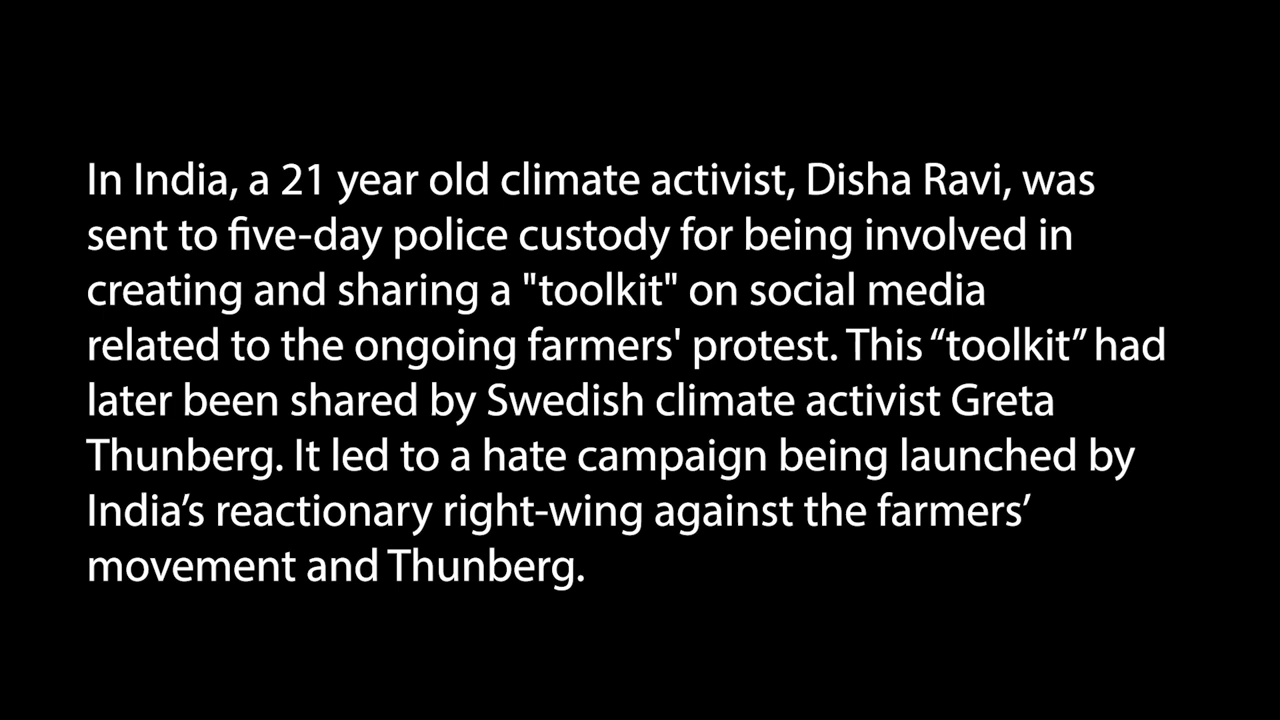 In India, a 21 year old climate activist, Disha Ravi, was
sent to five-day police custody for being involved in
creating and sharing a "toolkit" on social media
related to the ongoing farmers' protest. This “toolkit” had
later been shared by Swedish climate activist Greta
Thunberg. It led to a hate campaign being launched by
India’s reactionary right-wing against the farmers’
movement and Thunberg.